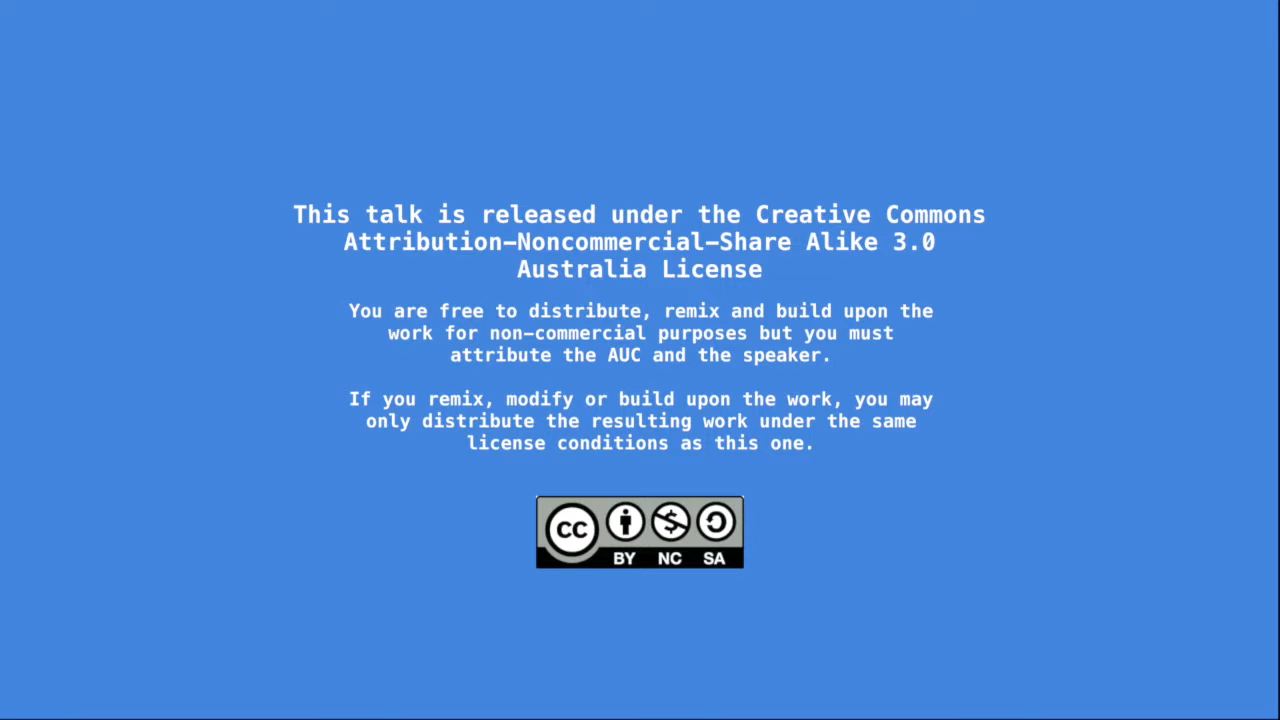 This talk is released under the Creative Commons
Attribution-Noncommercial-Share Alike 3.0
Australia License
You are free to distribute, remix and build upon the
work for non-commercial purposes but you must
attribute the AUC and the speaker.
If you remix, modify or build upon the work, you may
only distribute the resulting work under the same
license conditions as this one.
CC
BY NC SA